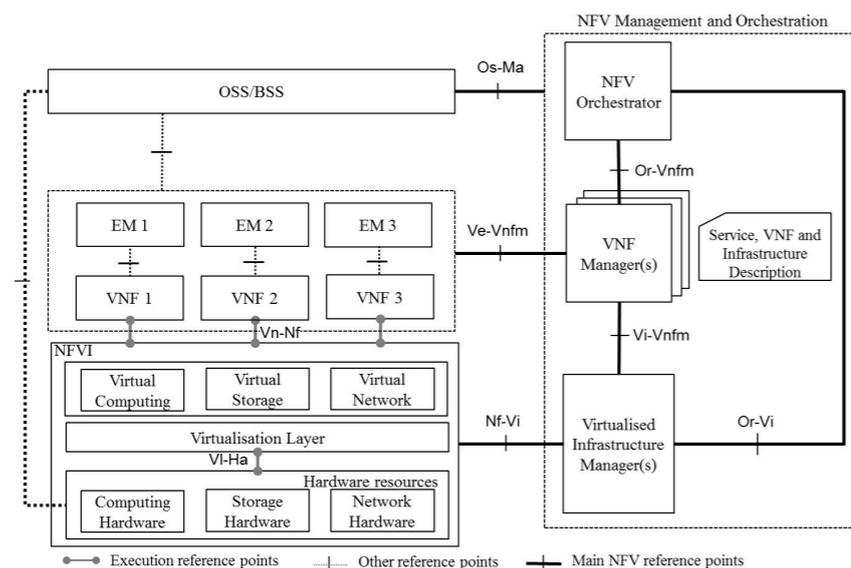 NFV Management and Orchestration
Os-Ma
OSS/BSS
NFV
Orchestrator
Or-Vnfm
EM 1
EM 2
EM 3
Ve-Vnfm
VNF
Manager(s)
Service, VNF and
Infrastructure
Description
VNF 1
VNF 2
VNF 3
Vn-Nf
Vi-Vnfm
NFVI
Virtual
Computing
Virtual
Storage
Virtual
Network
Nf-Vi
Virtualised
Infrastructure
Manager(s)
Or-Vi
Virtualisation Layer
Vl-Ha
Hardware resources
Computing
Hardware
Storage
Hardware
Network
Hardware
Execution reference points
Other reference points
Main NFV reference points